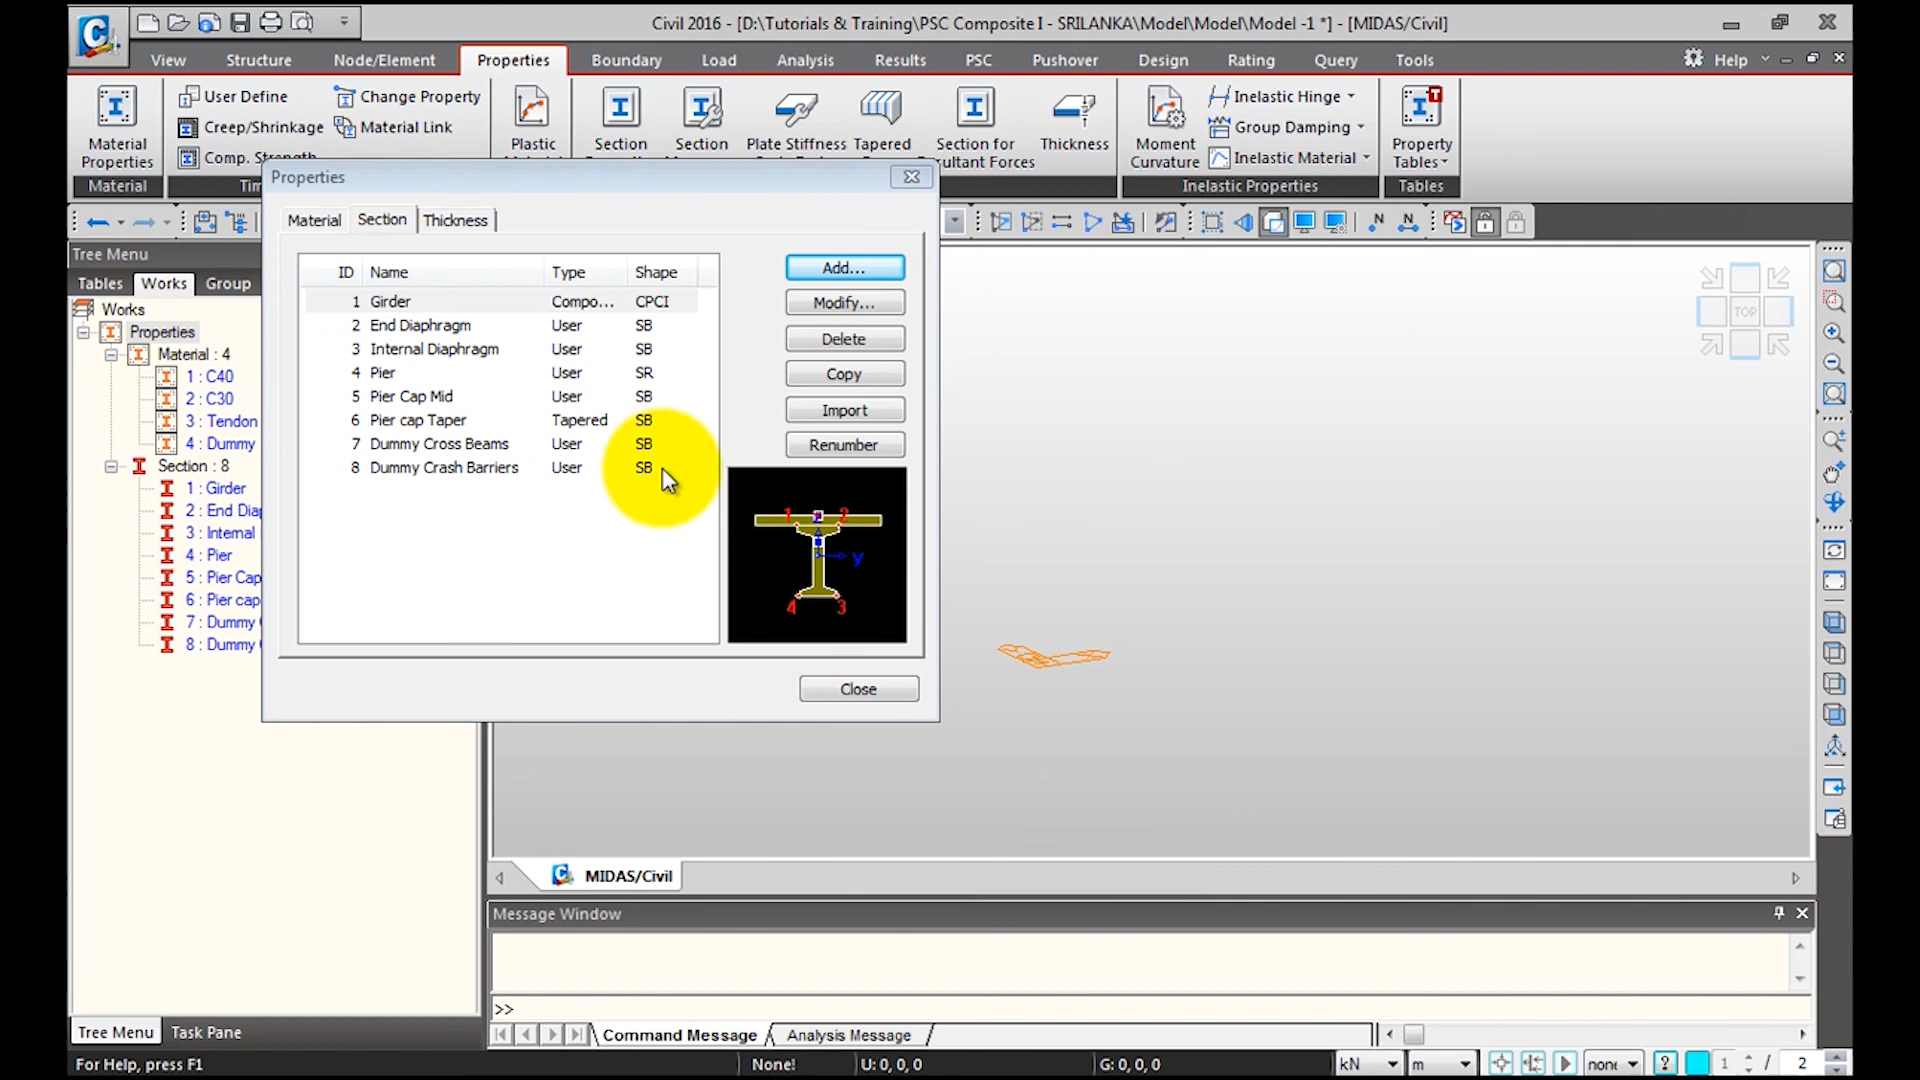 Civil 2016 - [D:\Tutorials & Training\PSC Composite I - SRILANKA\Model\Model\Model -1 *] - [MIDAS/Civil]
View Structure Node/Element Properties Boundary Load Analysis Results PSC Pushover Design Rating Query Tools Help
Material Properties
Material
User Define
Creep/Shrinkage
Comp. Strength
Change Property
Material Link
Plastic
Section
Section
Plate Stiffness
Tapered
Section for
Thickness
Moment Curvature
Inelastic Hinge
Group Damping
Inelastic Material
Inelastic Properties
Property Tables
Tables
Properties
Material Section Thickness
ID Name Type Shape
1 Girder Compo... CPCI
2 End Diaphragm User SB
3 Internal Diaphragm User SB
4 Pier User SR
5 Pier Cap Mid User SB
6 Pier cap Taper Tapered SB
7 Dummy Cross Beams User SB
8 Dummy Crash Barriers User SB
Add...
Modify...
Delete
Copy
Import
Renumber
1 2
y
4 3
Close
Tree Menu
Tables Works Group
Works
Properties
Material : 4
1 : C40
2 : C30
3 : Tendon
4 : Dummy
Section : 8
1 : Girder
2 : End Dia
3 : Internal
4 : Pier
5 : Pier Cap
6 : Pier cap
7 : Dummy
8 : Dummy
TOP
N N
MIDAS/Civil
Message Window
>>
Command Message Analysis Message
Tree Menu Task Pane
For Help, press F1 None! U: 0, 0, 0 G: 0, 0, 0 kN m none 1 / 2